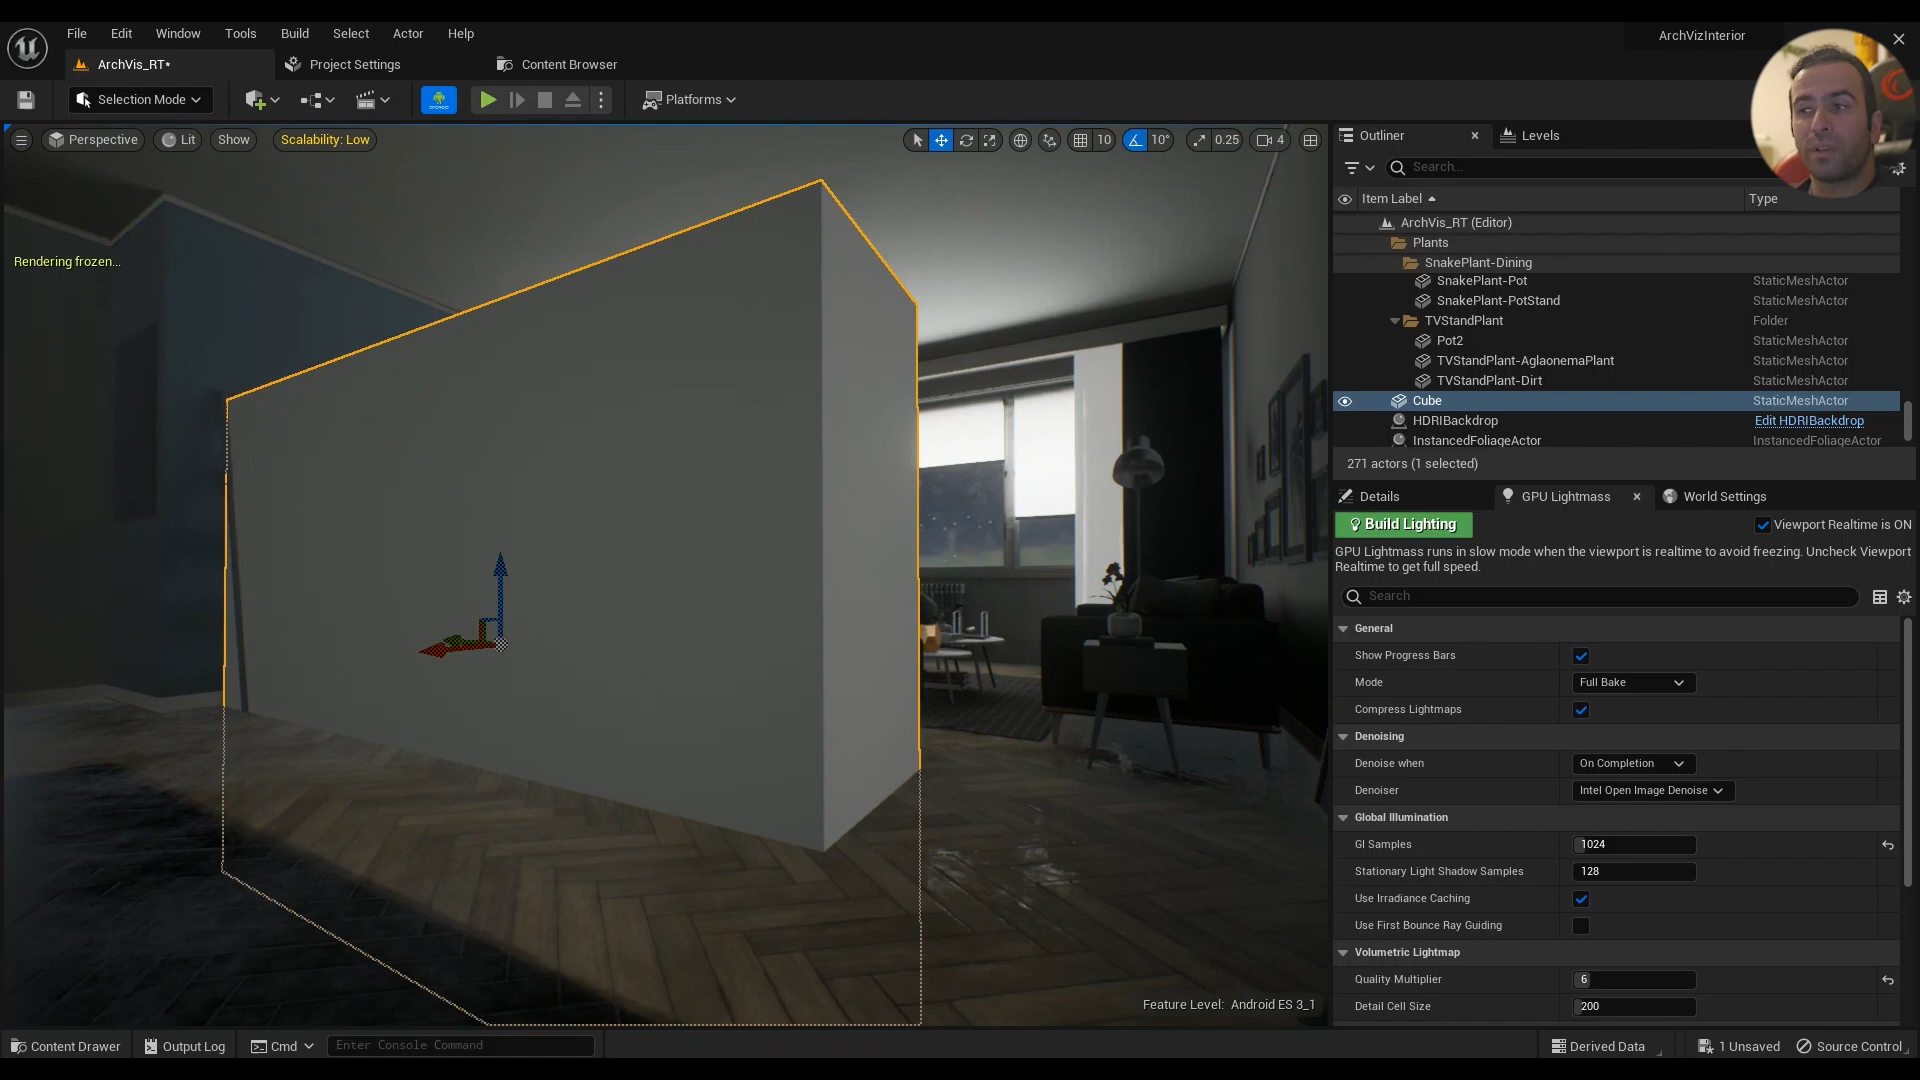 File Edit Window Tools Build Select Actor Help
ArchVizInterior
ArchVis_RT*
Project Settings
Content Browser
Selection Mode
Platforms
Perspective
Lit
Show
Scalability: Low
10
10°
0.25
4
Rendering frozen...
Feature Level: Android ES 3_1
Outliner
Levels
Search...
Item Label
Type
ArchVis_RT (Editor)
Plants
SnakePlant-Dining
SnakePlant-Pot StaticMeshActor
SnakePlant-PotStand StaticMeshActor
TVStandPlant Folder
Pot2 StaticMeshActor
TVStandPlant-AglaonemaPlant StaticMeshActor
TVStandPlant-Dirt StaticMeshActor
Cube StaticMeshActor
HDRIBackdrop Edit HDRIBackdrop
InstancedFoliageActor InstancedFoliageActor
271 actors (1 selected)
Details
GPU Lightmass
World Settings
Build Lighting
Viewport Realtime is ON
GPU Lightmass runs in slow mode when the viewport is realtime to avoid freezing. Uncheck Viewport
Realtime to get full speed.
Search
General
Show Progress Bars
Mode Full Bake
Compress Lightmaps
Denoising
Denoise when On Completion
Denoiser Intel Open Image Denoise
Global Illumination
GI Samples 1024
Stationary Light Shadow Samples 128
Use Irradiance Caching
Use First Bounce Ray Guiding
Volumetric Lightmap
Quality Multiplier 6
Detail Cell Size 200
Content Drawer
Output Log
Cmd
Enter Console Command
Derived Data
1 Unsaved
Source Control